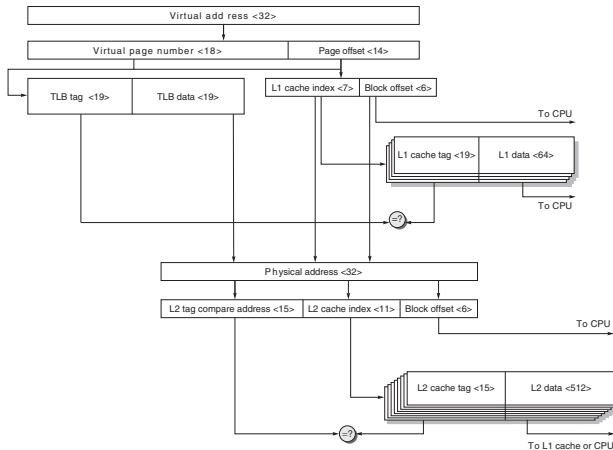 Virtual add ress <32>
Virtual page number <18> Page offset <14>
TLB tag <19> TLB data <19> L1 cache index <7> Block offset <6>
To CPU
L1 cache tag <19> L1 data <64>
To CPU
=?
Physical address <32>
L2 tag compare address <15> L2 cache index <11> Block offset <6>
To CPU
L2 cache tag <15> L2 data <512>
=?
To L1 cache or CPU